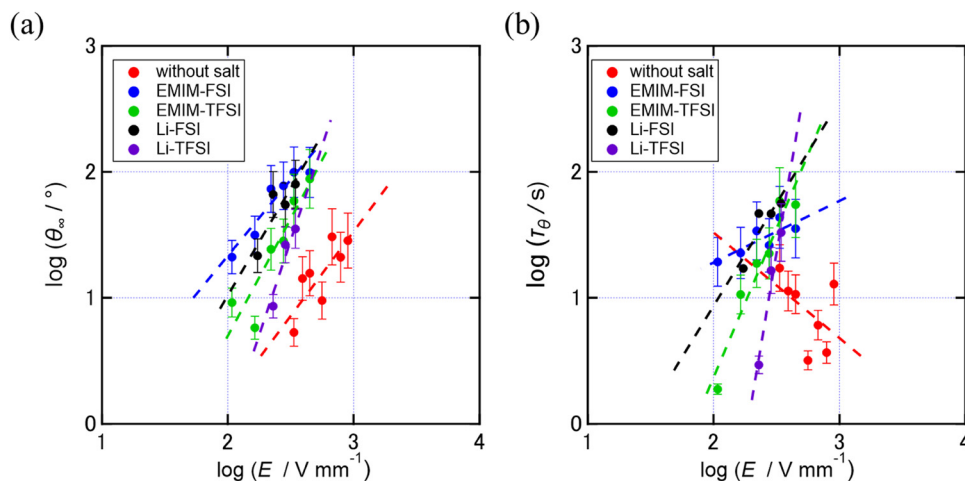 (a)
3
2
1
0
log (θ∞ / °)
without salt
EMIM-FSI
EMIM-TFSI
Li-FSI
Li-TFSI
1 2 3 4
log (E / V mm⁻¹)
(b)
3
2
1
0
log (τθ / s)
without salt
EMIM-FSI
EMIM-TFSI
Li-FSI
Li-TFSI
1 2 3 4
log (E / V mm⁻¹)